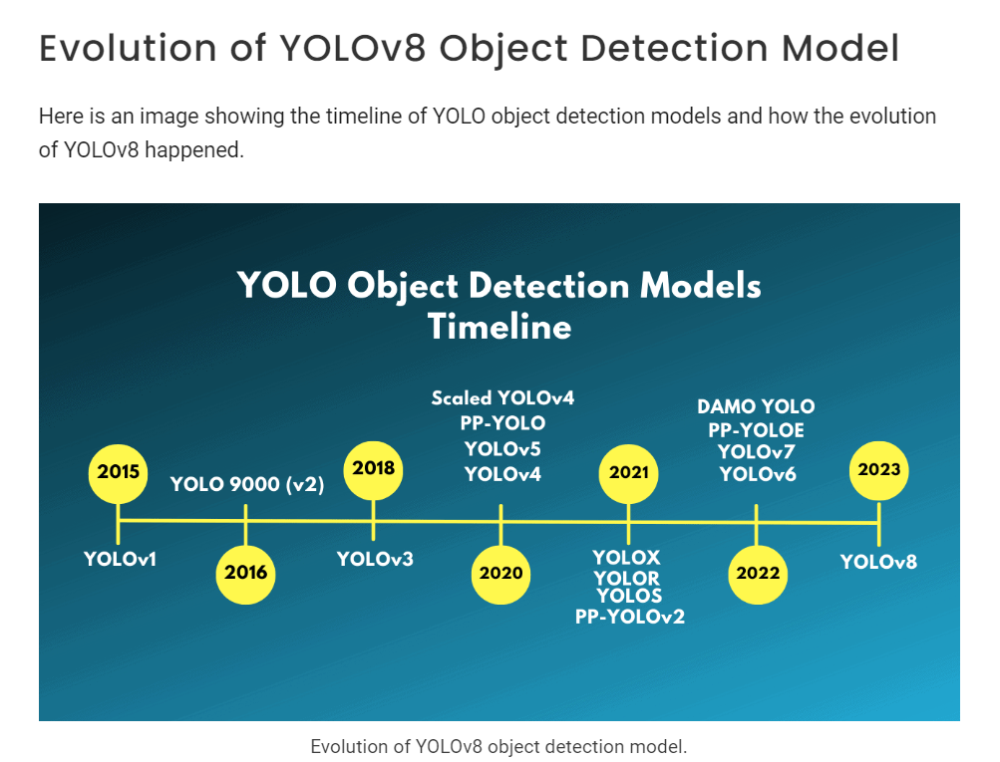 Evolution of YOLOv8 Object Detection Model
Here is an image showing the timeline of YOLO object detection models and how the evolution
of YOLOv8 happened.
YOLO Object Detection Models
Timeline
2015
YOLOv1
YOLO 9000 (v2)
2016
2018
YOLOv3
Scaled YOLOv4
PP-YOLO
YOLOv5
YOLOv4
2020
2021
YOLOX
YOLOR
YOLOS
PP-YOLOv2
DAMO YOLO
PP-YOLOE
YOLOv7
YOLOv6
2022
2023
YOLOv8
Evolution of YOLOv8 object detection model.